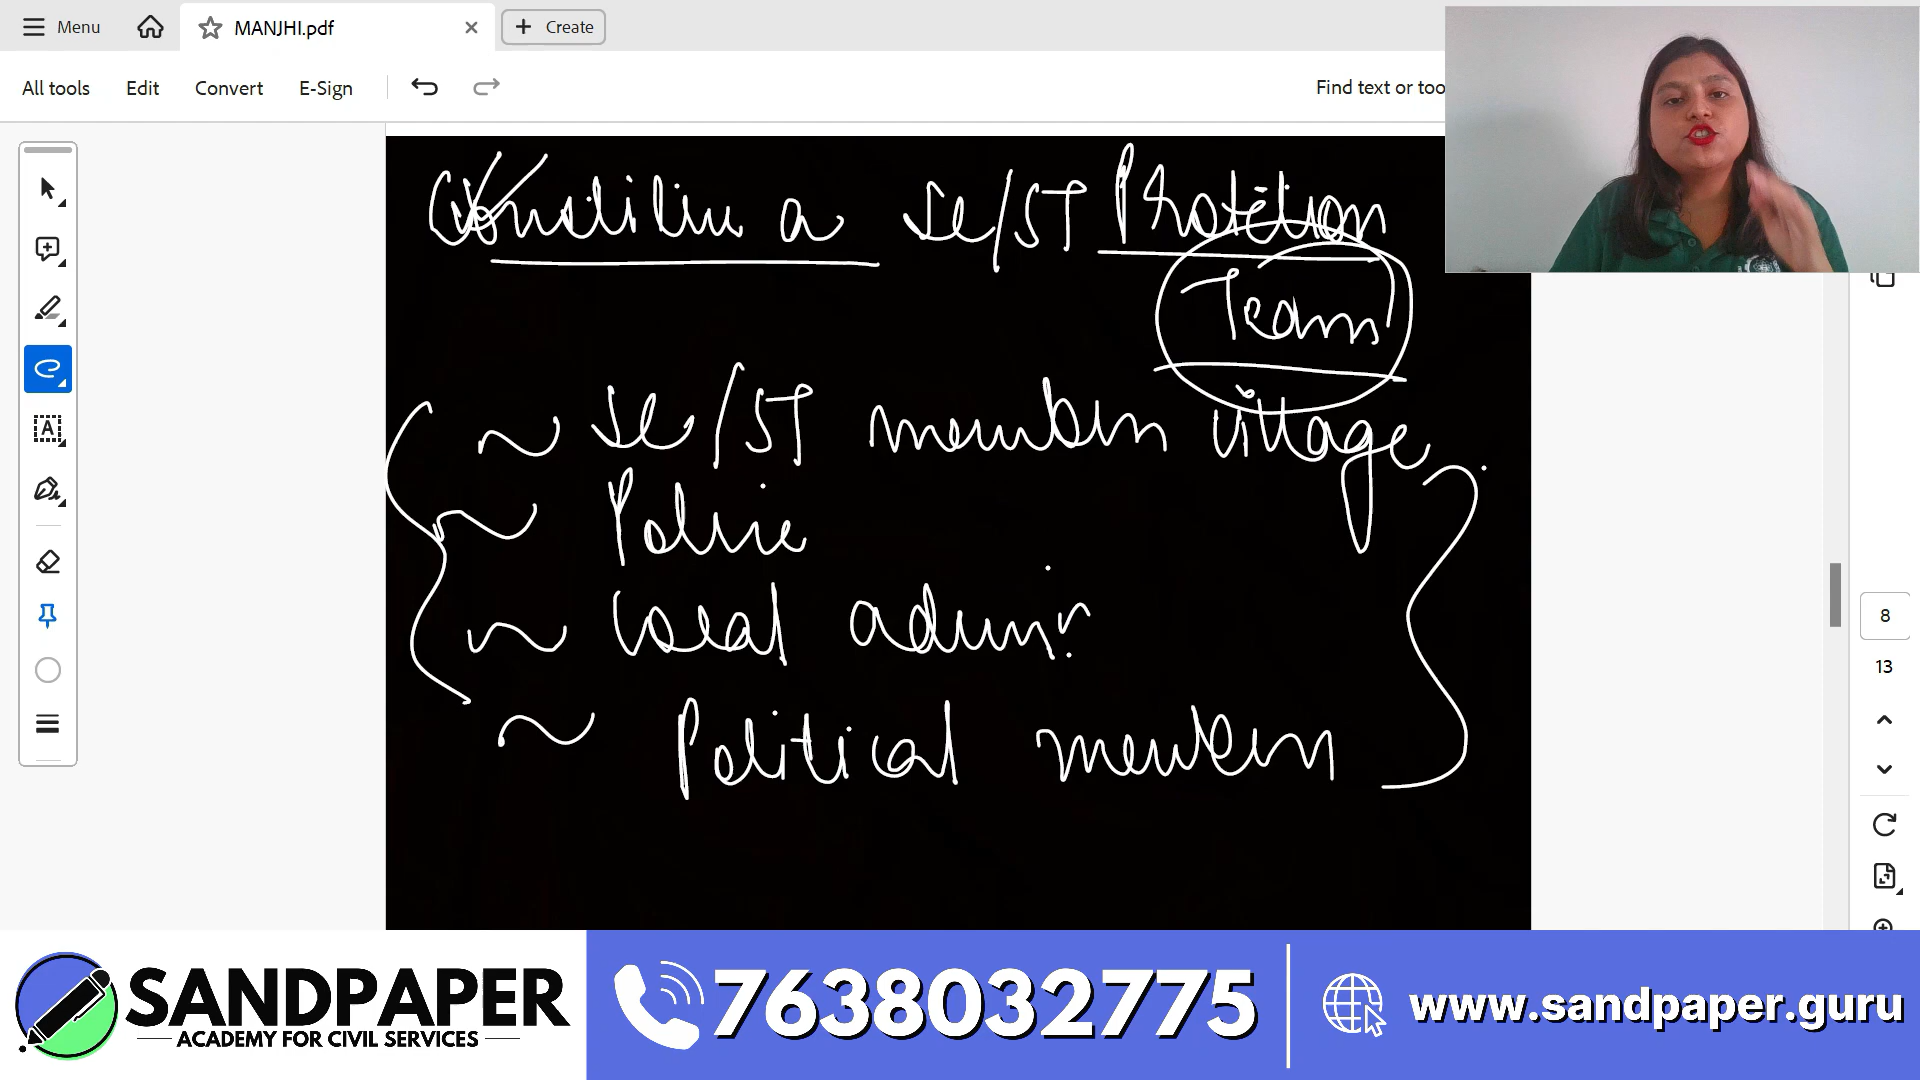 Menu
MANJHI.pdf
Create
All tools
Edit
Convert
E-Sign
Find text or too
Constitue a SC/ST Protection
Team
~ SC/ST members village
~ Police
~ local admin
~ Political members
8
13
SANDPAPER
ACADEMY FOR CIVIL SERVICES
7638032775
www.sandpaper.guru